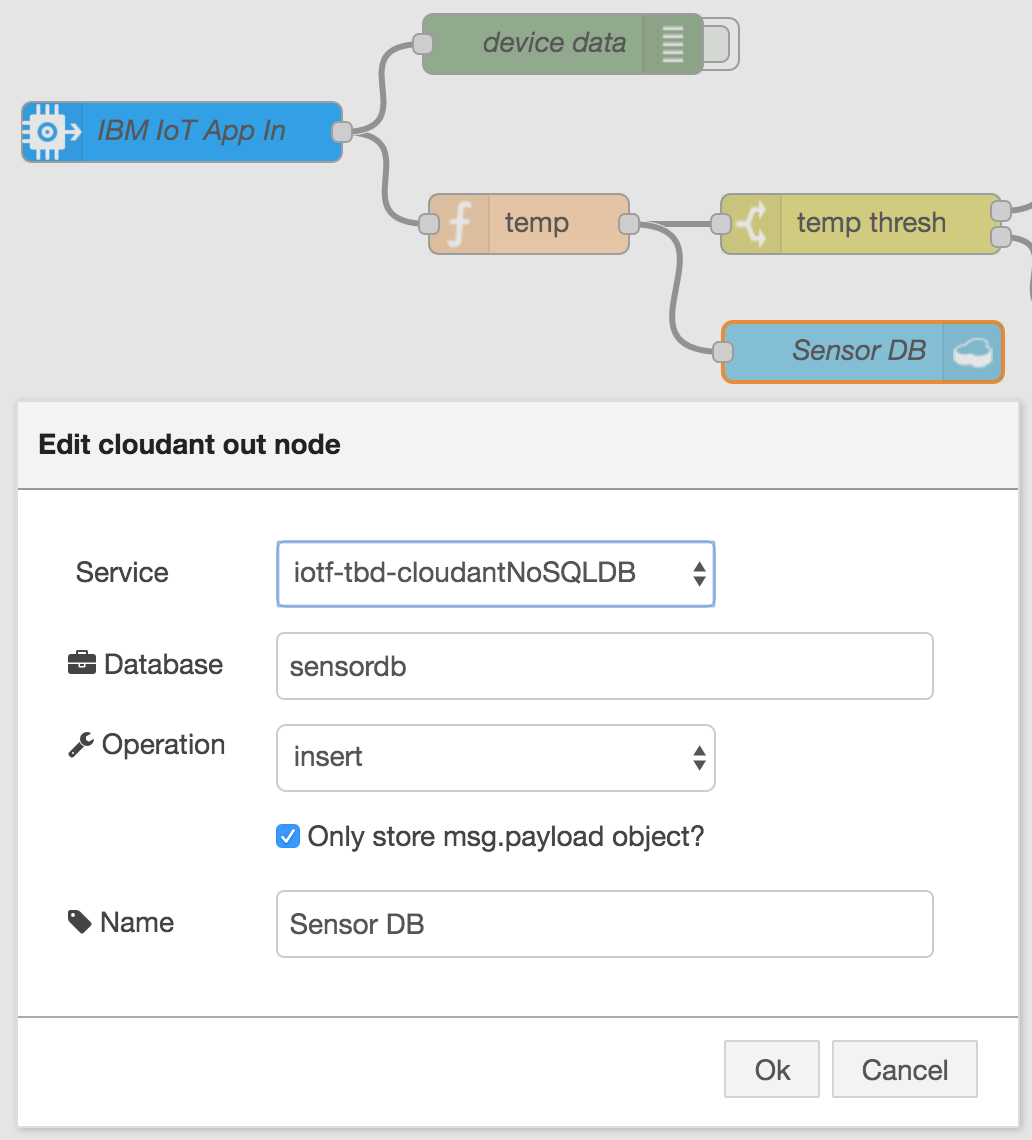 device data
IBM IoT App In
temp
temp thresh
Sensor DB
Edit cloudant out node
Service
iotf-tbd-cloudantNoSQLDB
Database
sensordb
Operation
insert
Only store msg.payload object?
Name
Sensor DB
Ok
Cancel